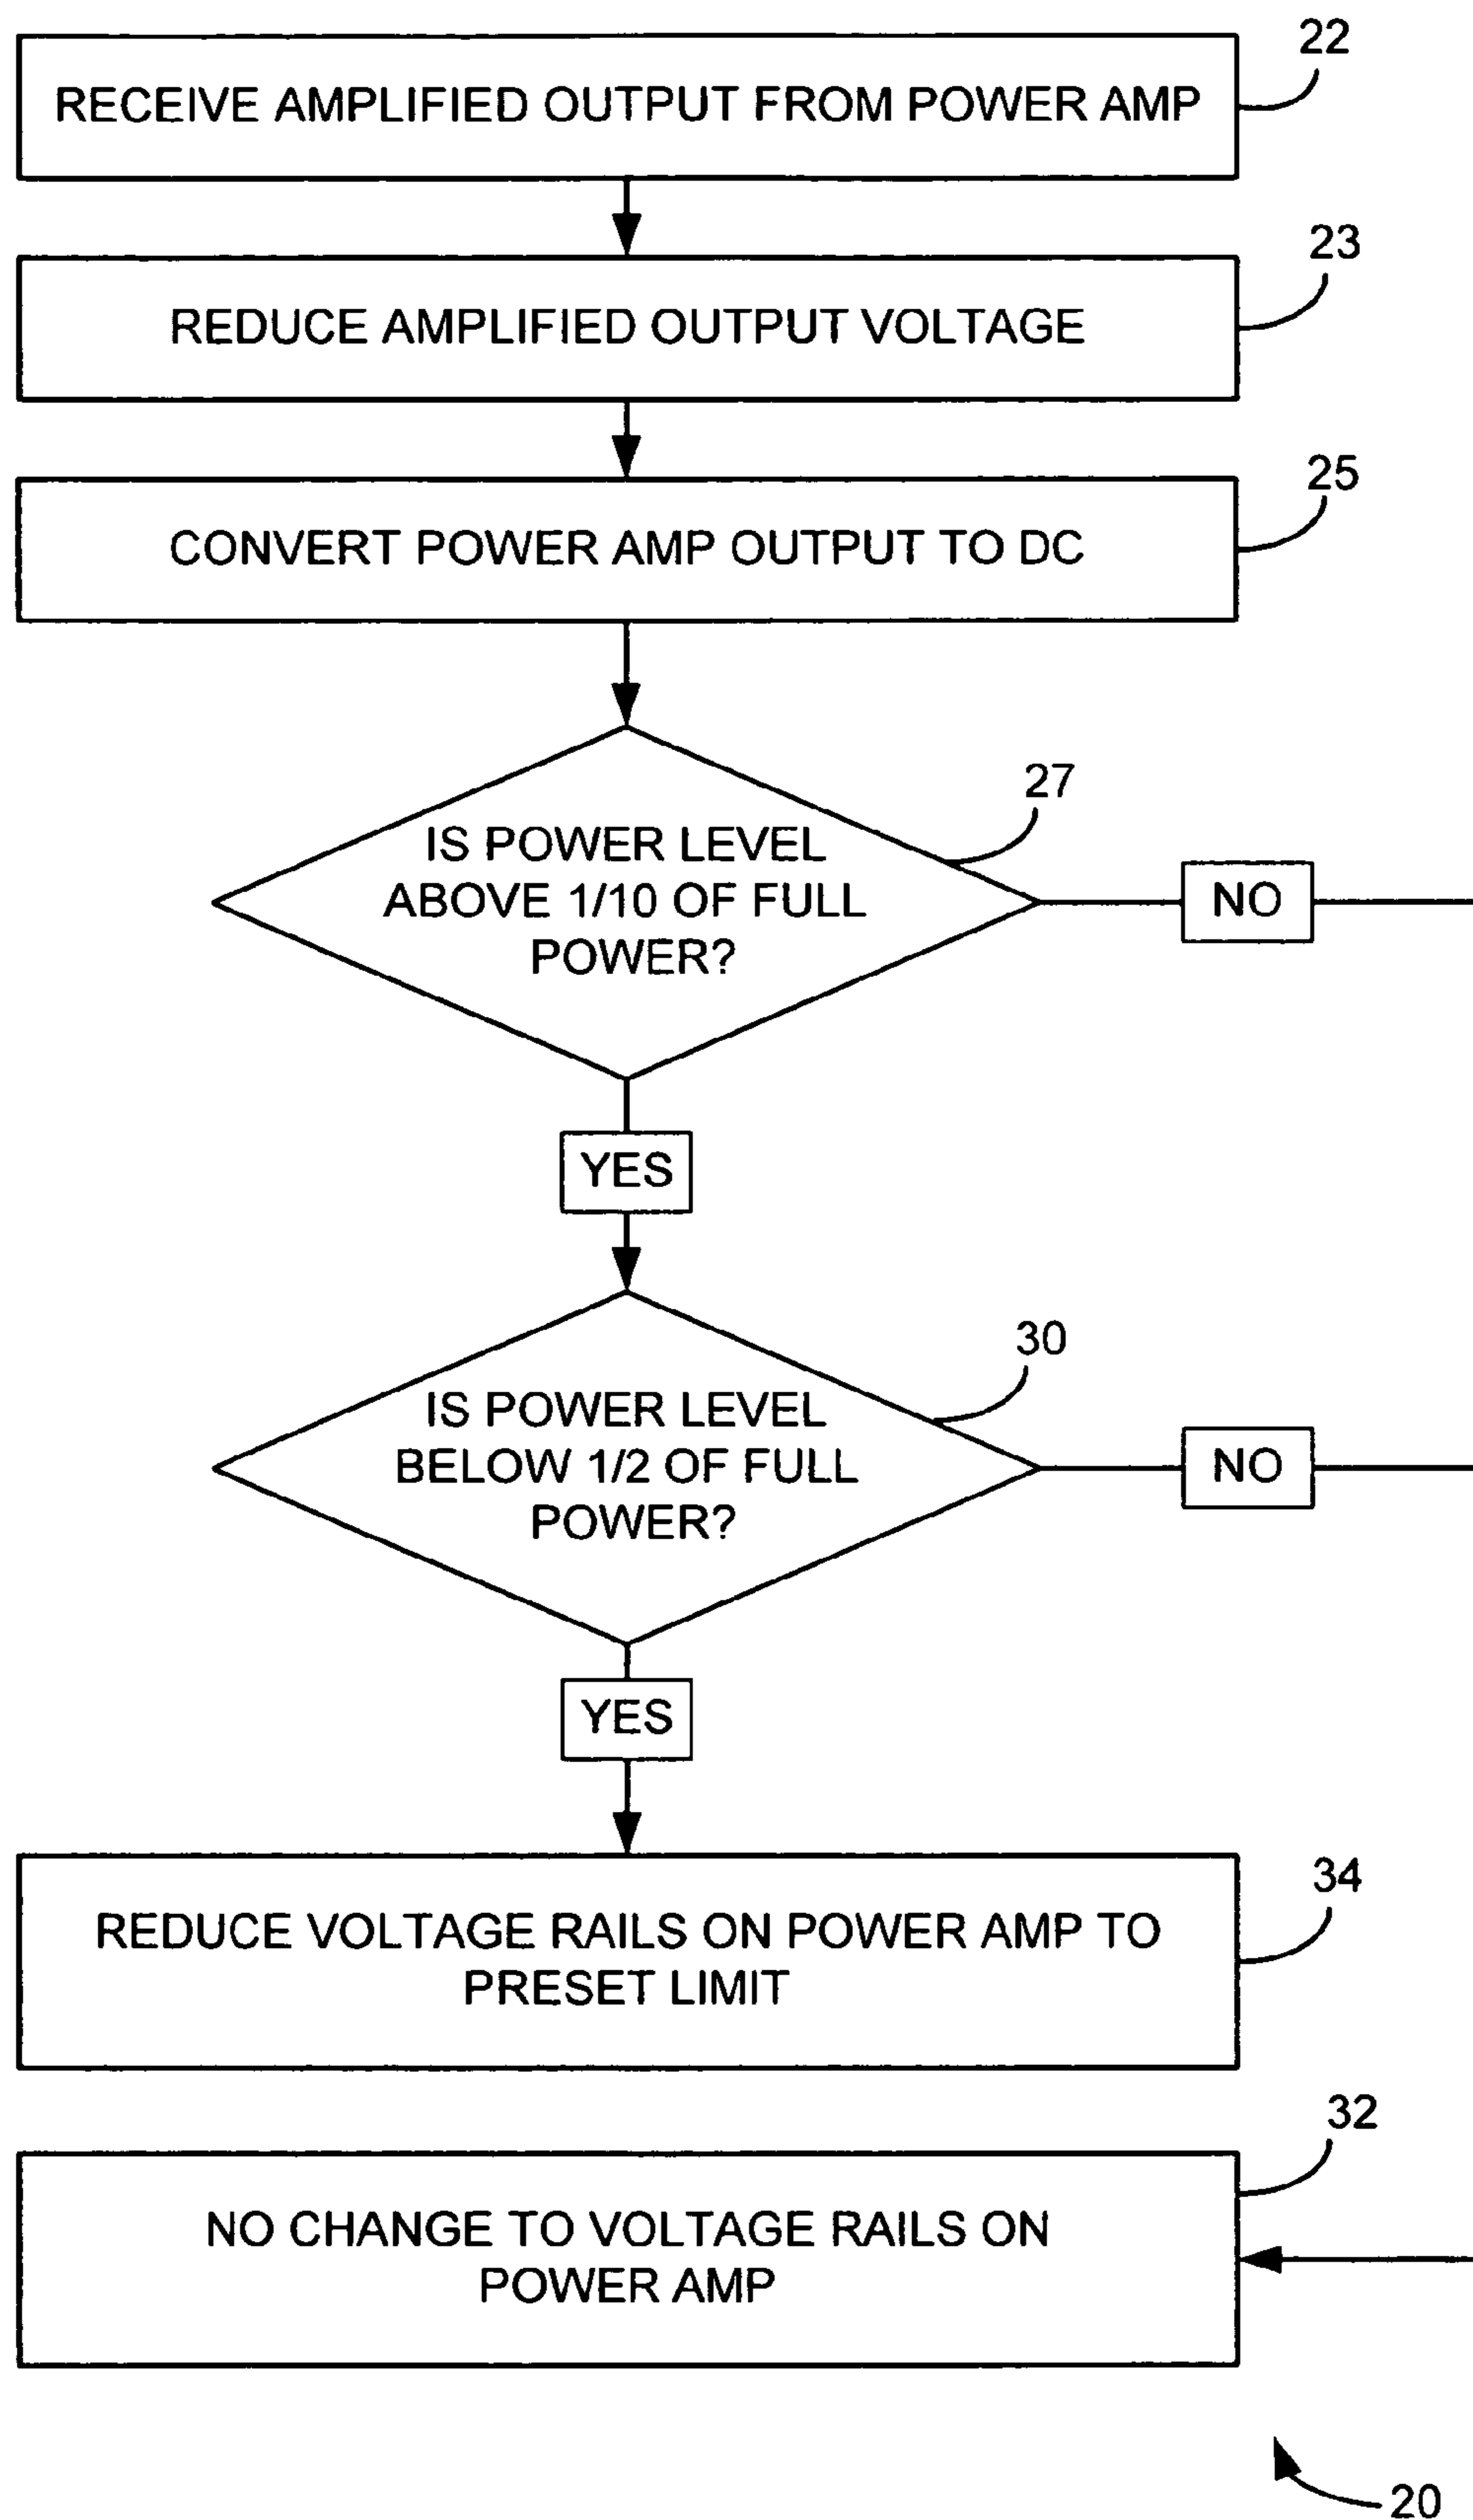 22
RECEIVE AMPLIFIED OUTPUT FROM POWER AMP
23
REDUCE AMPLIFIED OUTPUT VOLTAGE
25
CONVERT POWER AMP OUTPUT TO DC
27
IS POWER LEVEL
ABOVE 1/10 OF FULL
POWER?
NO
YES
30
IS POWER LEVEL
BELOW 1/2 OF FULL
POWER?
NO
YES
34
REDUCE VOLTAGE RAILS ON POWER AMP TO
PRESET LIMIT
32
NO CHANGE TO VOLTAGE RAILS ON
POWER AMP
20